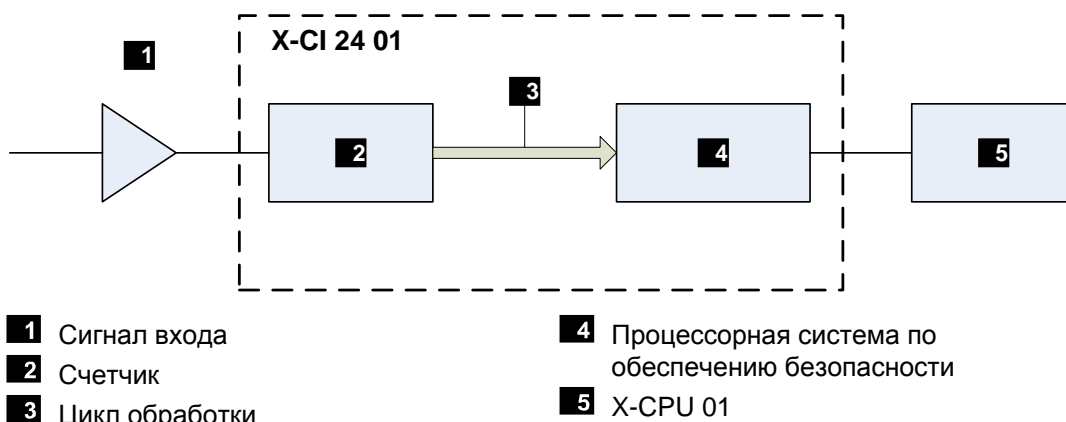 X-CI 24 01
1
3
2
4
5
1 Сигнал входа
2 Счетчик
3 Цикл обработки
4 Процессорная система по
обеспечению безопасности
5 X-CPU 01